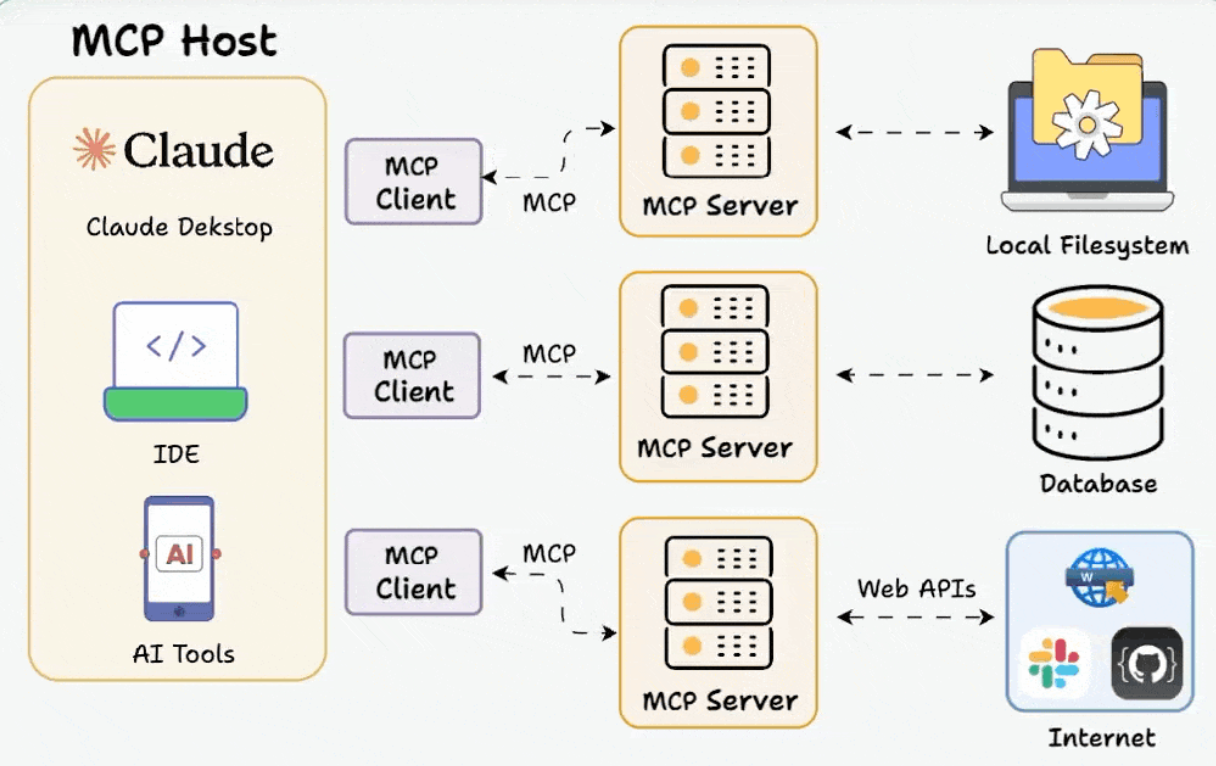 MCP Host
Claude
Claude Dekstop
</>
IDE
AI
AI Tools
MCP
Client
MCP
MCP Server
Local Filesystem
MCP
Client
MCP
MCP Server
Database
MCP
Client
MCP
MCP Server
Web APIs
W
Internet